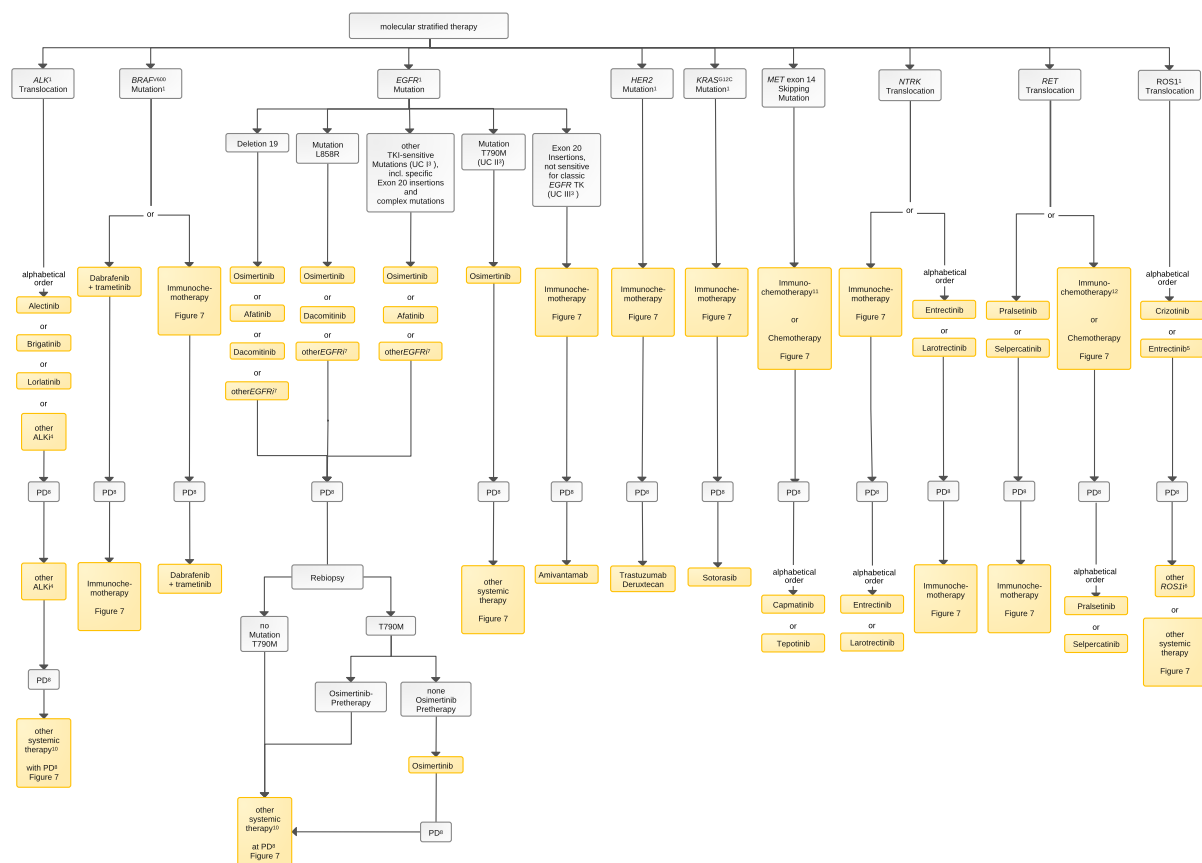 molecular stratified therapy
ALK¹
Translocation
BRAFⱽ⁶⁰⁰
Mutation¹
EGFR¹
Mutation
HER2
Mutation¹
KRASᴳ¹²ᶜ
Mutation¹
MET exon 14
Skipping
Mutation
NTRK
Translocation
RET
Translocation
ROS1¹
Translocation
Deletion 19
Mutation
L858R
other
TKI-sensitive
Mutations (UC I³ ),
incl. specific
Exon 20 insertions
and
complex mutations
Mutation
T790M
(UC II³)
Exon 20
Insertions,
not sensitive
for classic
EGFR TK
(UC III³ )
alphabetical
order
Alectinib
or
Brigatinib
or
Lorlatinib
or
other
ALKi⁴
PD⁸
other
ALKi⁴
PD⁸
other
systemic
therapy¹⁰
with PD⁸
Figure 7
or
Dabrafenib
+ trametinib
PD⁸
Immunoche-
motherapy
Figure 7
Immunoche-
motherapy
Figure 7
PD⁸
Dabrafenib
+ trametinib
Osimertinib
or
Afatinib
or
Dacomitinib
or
otherEGFRi⁷
Osimertinib
or
Dacomitinib
or
otherEGFRi⁷
Osimertinib
or
Afatinib
or
otherEGFRi⁷
PD⁸
Rebiopsy
no
Mutation
T790M
T790M
Osimertinib-
Pretherapy
none
Osimertinib
Pretherapy
Osimertinib
PD⁸
other
systemic
therapy¹⁰
at PD⁸
Figure 7
Osimertinib
PD⁸
other
systemic
therapy
Figure 7
Immunoche-
motherapy
Figure 7
PD⁸
Amivantamab
Immunoche-
motherapy
Figure 7
PD⁸
Trastuzumab
Deruxtecan
Immunoche-
motherapy
Figure 7
PD⁸
Sotorasib
Immuno-
chemotherapy¹¹
or
Chemotherapy
Figure 7
PD⁸
alphabetical
order
Capmatinib
or
Tepotinib
or
Immunoche-
motherapy
Figure 7
PD⁸
alphabetical
order
Entrectinib
or
Larotrectinib
alphabetical
order
Entrectinib
or
Larotrectinib
PD⁸
Immunoche-
motherapy
Figure 7
or
Pralsetinib
or
Selpercatinib
PD⁸
Immunoche-
motherapy
Figure 7
Immuno-
chemotherapy¹²
or
Chemotherapy
Figure 7
PD⁸
alphabetical
order
Pralsetinib
or
Selpercatinib
alphabetical
order
Crizotinib
or
Entrectinib⁵
PD⁸
other
ROS1i⁶
or
other
systemic
therapy
Figure 7